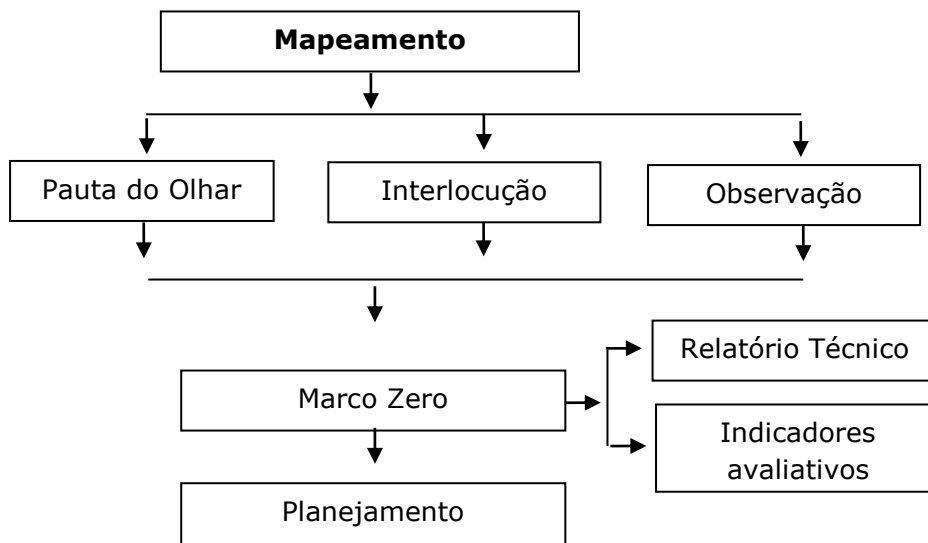 Mapeamento
Pauta do Olhar
Interlocução
Observação
Relatório Técnico
Marco Zero
Indicadores
avaliativos
Planejamento